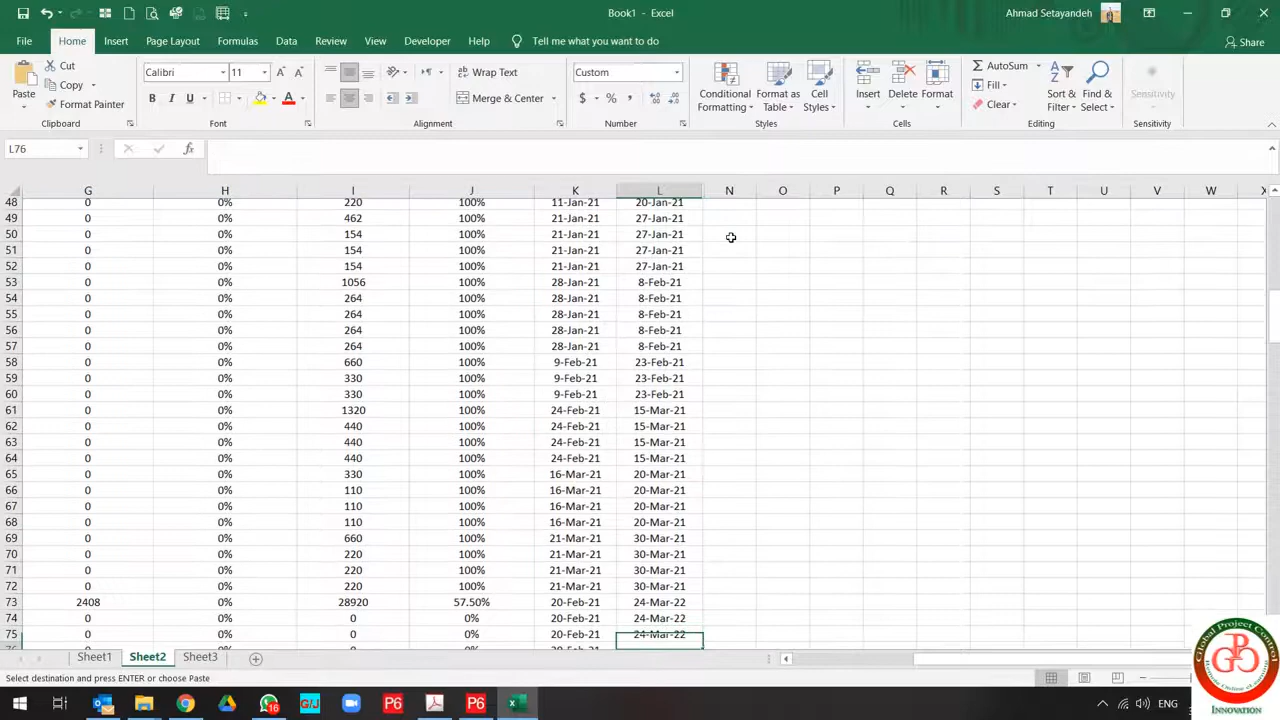 Book1 - Excel
Ahmad Setayandeh
File Home Insert Page Layout Formulas Data Review View Developer Help Tell me what you want to do Share
Cut
Copy
Format Painter
Paste
Clipboard
Calibri 11
B I U
Font
Wrap Text
Merge & Center
Alignment
Custom
$ % ,
Number
Conditional Formatting
Format as Table
Cell Styles
Styles
Insert Delete Format
Cells
AutoSum
Fill
Clear
Sort & Filter
Find & Select
Editing
Sensitivity
Sensitivity
L76 fx
G H I J K L N O P Q R S T U V W X
48 0 0% 220 100% 11-Jan-21 20-Jan-21
49 0 0% 462 100% 21-Jan-21 27-Jan-21
50 0 0% 154 100% 21-Jan-21 27-Jan-21
51 0 0% 154 100% 21-Jan-21 27-Jan-21
52 0 0% 154 100% 21-Jan-21 27-Jan-21
53 0 0% 1056 100% 28-Jan-21 8-Feb-21
54 0 0% 264 100% 28-Jan-21 8-Feb-21
55 0 0% 264 100% 28-Jan-21 8-Feb-21
56 0 0% 264 100% 28-Jan-21 8-Feb-21
57 0 0% 264 100% 28-Jan-21 8-Feb-21
58 0 0% 660 100% 9-Feb-21 23-Feb-21
59 0 0% 330 100% 9-Feb-21 23-Feb-21
60 0 0% 330 100% 9-Feb-21 23-Feb-21
61 0 0% 1320 100% 24-Feb-21 15-Mar-21
62 0 0% 440 100% 24-Feb-21 15-Mar-21
63 0 0% 440 100% 24-Feb-21 15-Mar-21
64 0 0% 440 100% 24-Feb-21 15-Mar-21
65 0 0% 330 100% 16-Mar-21 20-Mar-21
66 0 0% 110 100% 16-Mar-21 20-Mar-21
67 0 0% 110 100% 16-Mar-21 20-Mar-21
68 0 0% 110 100% 16-Mar-21 20-Mar-21
69 0 0% 660 100% 21-Mar-21 30-Mar-21
70 0 0% 220 100% 21-Mar-21 30-Mar-21
71 0 0% 220 100% 21-Mar-21 30-Mar-21
72 0 0% 220 100% 21-Mar-21 30-Mar-21
73 2408 0% 28920 57.50% 20-Feb-21 24-Mar-22
74 0 0% 0 0% 20-Feb-21 24-Mar-22
75 0 0% 0 0% 20-Feb-21 24-Mar-22
Sheet1 Sheet2 Sheet3
Select destination and press ENTER or choose Paste
16 G/J P6 P6 ENG
Global Project Control
GPC
INNOVATION